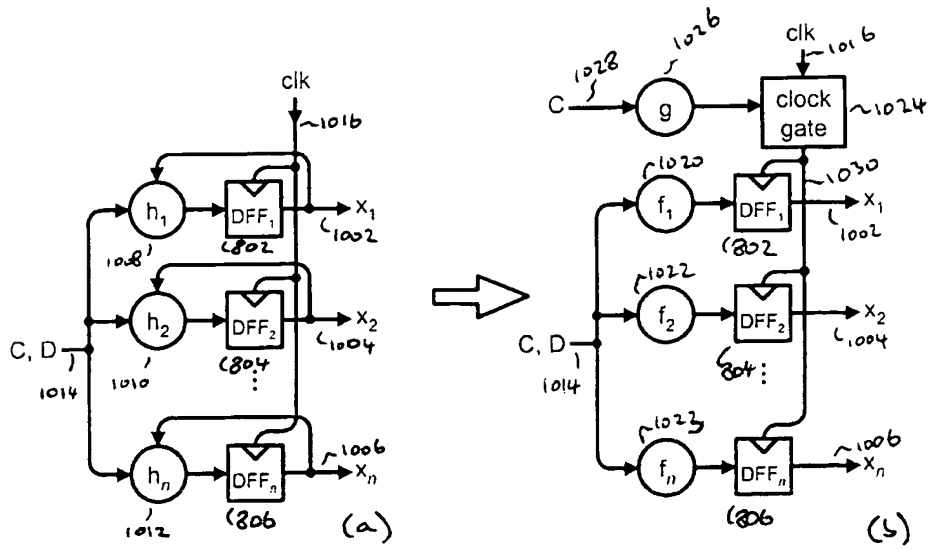 clk
1016
h₁
1008
DFF₁
802
x₁
1002
h₂
1010
DFF₂
804
x₂
1004
C, D
1014
⋮
hₙ
1012
DFFₙ
806
1006
xₙ
(a)
1026
clk
1016
1028
C
g
clock
gate
1024
1020
f₁
DFF₁
802
1030
x₁
1002
1022
f₂
DFF₂
804
x₂
1004
C, D
1014
⋮
1023
fₙ
DFFₙ
806
1006
xₙ
(b)